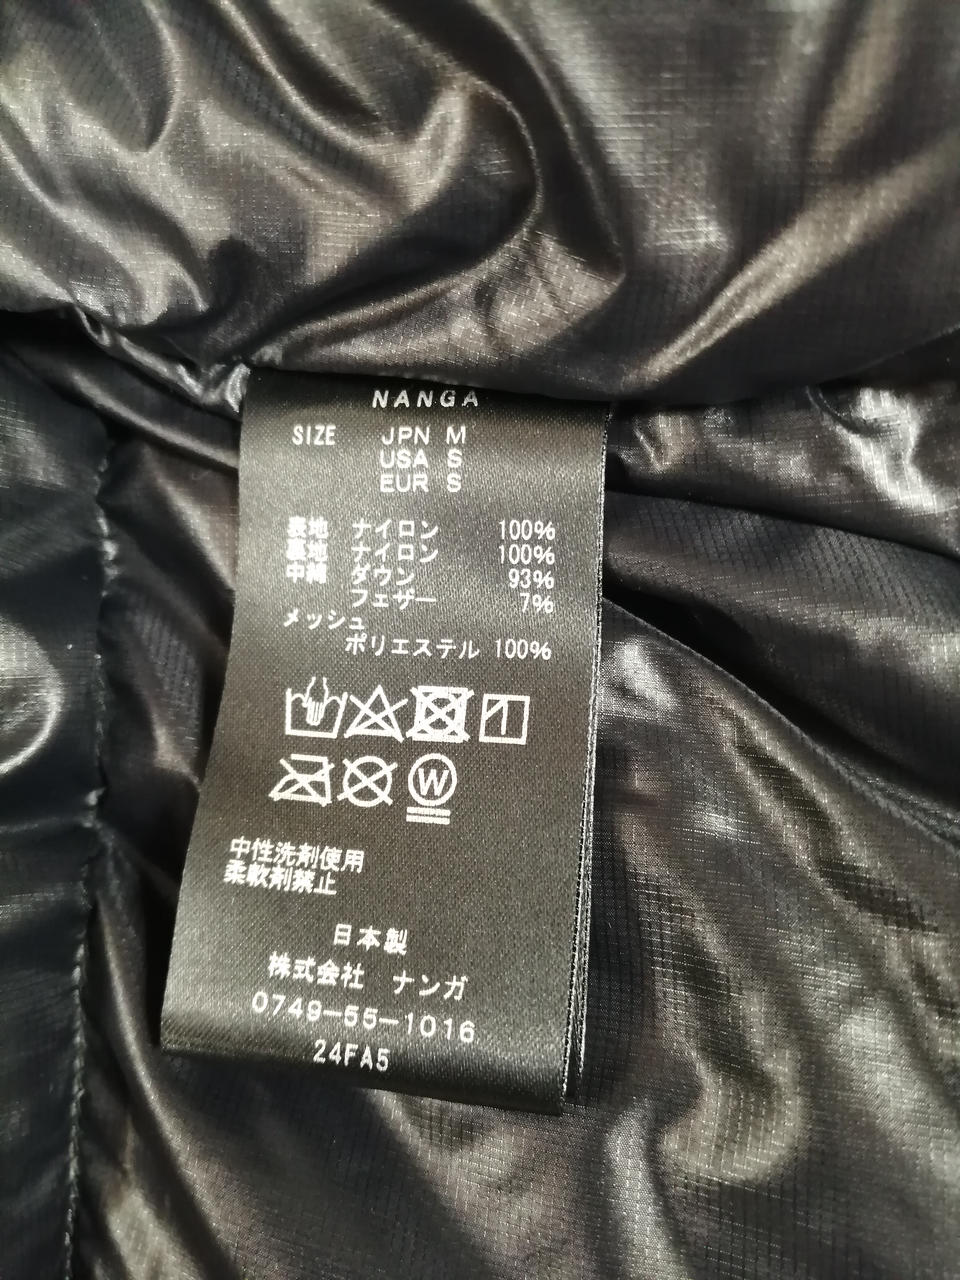 NANGA
SIZE JPN M
USA S
EUR S
表地 ナイロン 100%
裏地 ナイロン 100%
中綿 ダウン 93%
フェザー 7%
メッシュ
ポリエステル 100%
W
中性洗剤使用
柔軟剤禁止
日本製
株式会社 ナンガ
0749-55-1016
24FA5